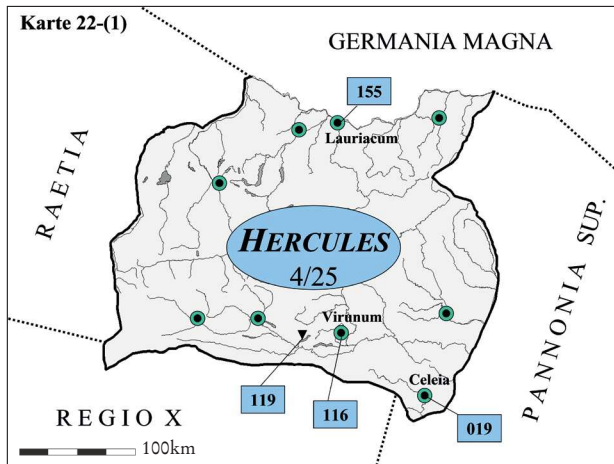 Karte 22-(1)
GERMANIA MAGNA
155
Lauriacum
RAETIA
HERCULES
4/25
PANNONIA SUP.
Virunum
Celeia
119
116
019
REGIO X
100km